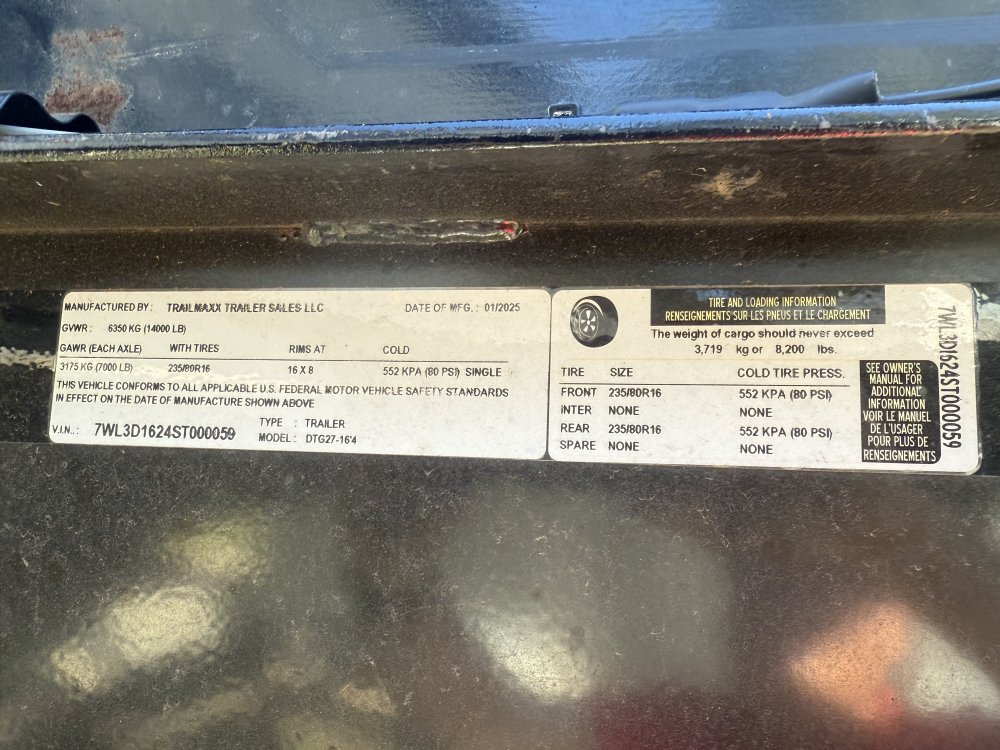 MANUFACTURED BY : TRAILMAXX TRAILER SALES LLC DATE OF MFG. : 01/2025
GVWR : 6350 KG (14000 LB)
GAWR (EACH AXLE) WITH TIRES RIMS AT COLD
3175 KG (7000 LB) 235/80R16 16 X 8 552 KPA (80 PSI) SINGLE
THIS VEHICLE CONFORMS TO ALL APPLICABLE U.S. FEDERAL MOTOR VEHICLE SAFETY STANDARDS
IN EFFECT ON THE DATE OF MANUFACTURE SHOWN ABOVE
V.I.N.: 7WL3D1624ST000059
TYPE : TRAILER
MODEL : DTG27-16'4
TIRE AND LOADING INFORMATION
RENSEIGNEMENTS SUR LES PNEUS ET LE CHARGEMENT
The weight of cargo should never exceed
3,719 kg or 8,200 lbs.
TIRE SIZE COLD TIRE PRESS.
FRONT 235/80R16 552 KPA (80 PSI)
INTER NONE NONE
REAR 235/80R16 552 KPA (80 PSI)
SPARE NONE NONE
SEE OWNER'S
MANUAL FOR
ADDITIONAL
INFORMATION
VOIR LE MANUEL
DE L'USAGER
POUR PLUS DE
RENSEIGNEMENTS
7WL3D1624ST000059